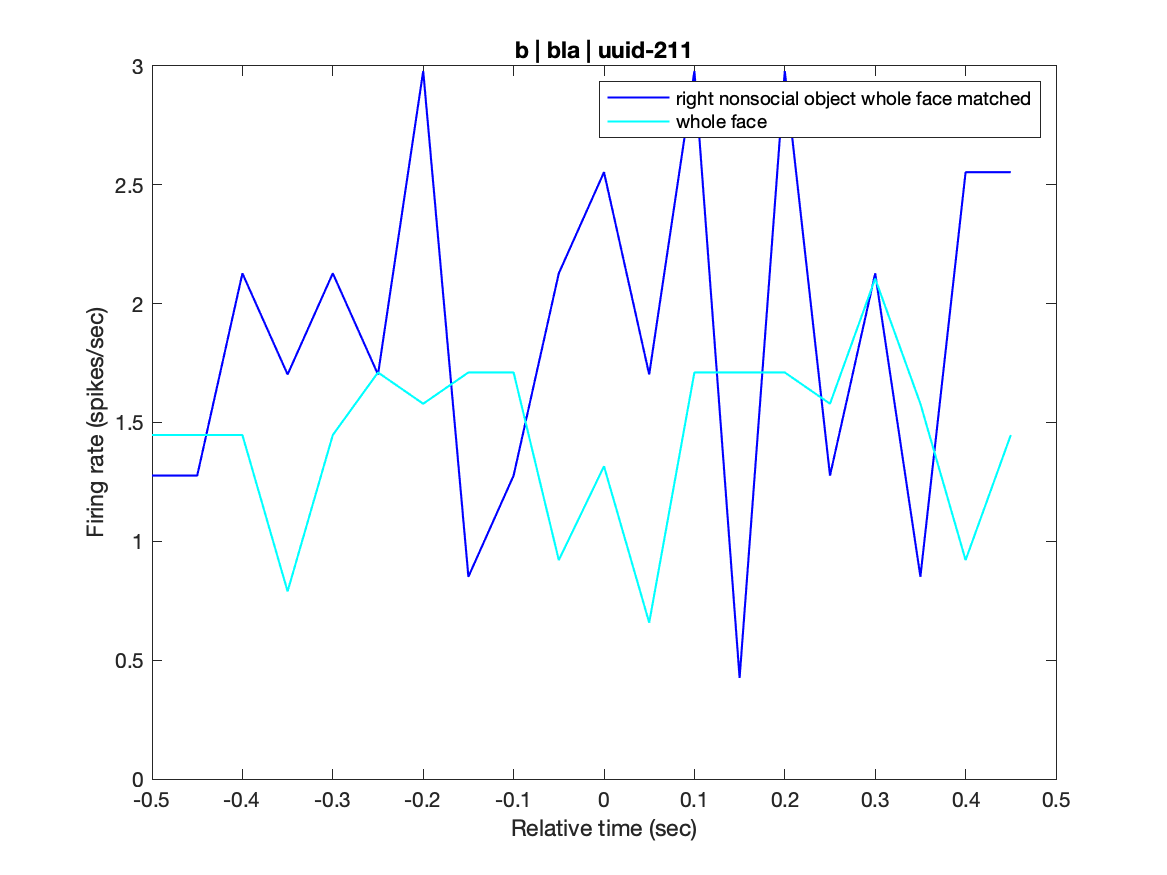 b | bla | uuid-211
right nonsocial object whole face matched
whole face
Firing rate (spikes/sec)
3
2.5
2
1.5
1
0.5
0
-0.5 -0.4 -0.3 -0.2 -0.1 0 0.1 0.2 0.3 0.4 0.5
Relative time (sec)